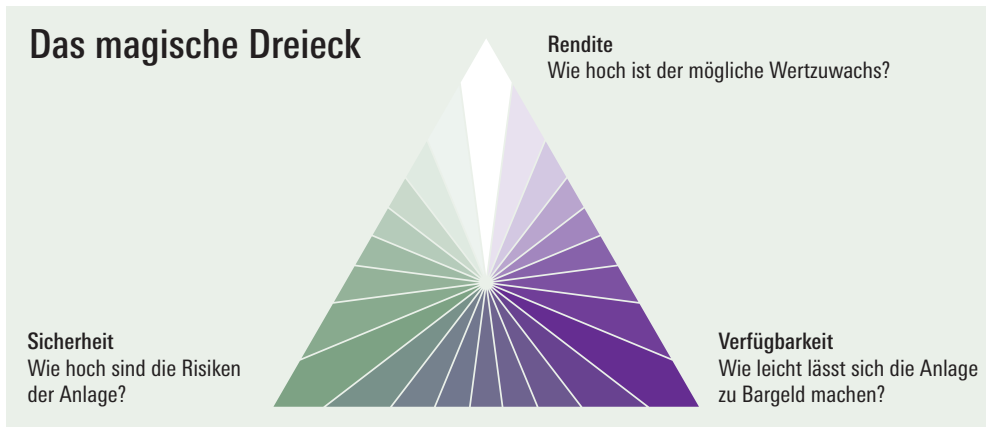 Das magische Dreieck
Rendite
Wie hoch ist der mögliche Wertzuwachs?
Sicherheit
Wie hoch sind die Risiken
der Anlage?
Verfügbarkeit
Wie leicht lässt sich die Anlage
zu Bargeld machen?